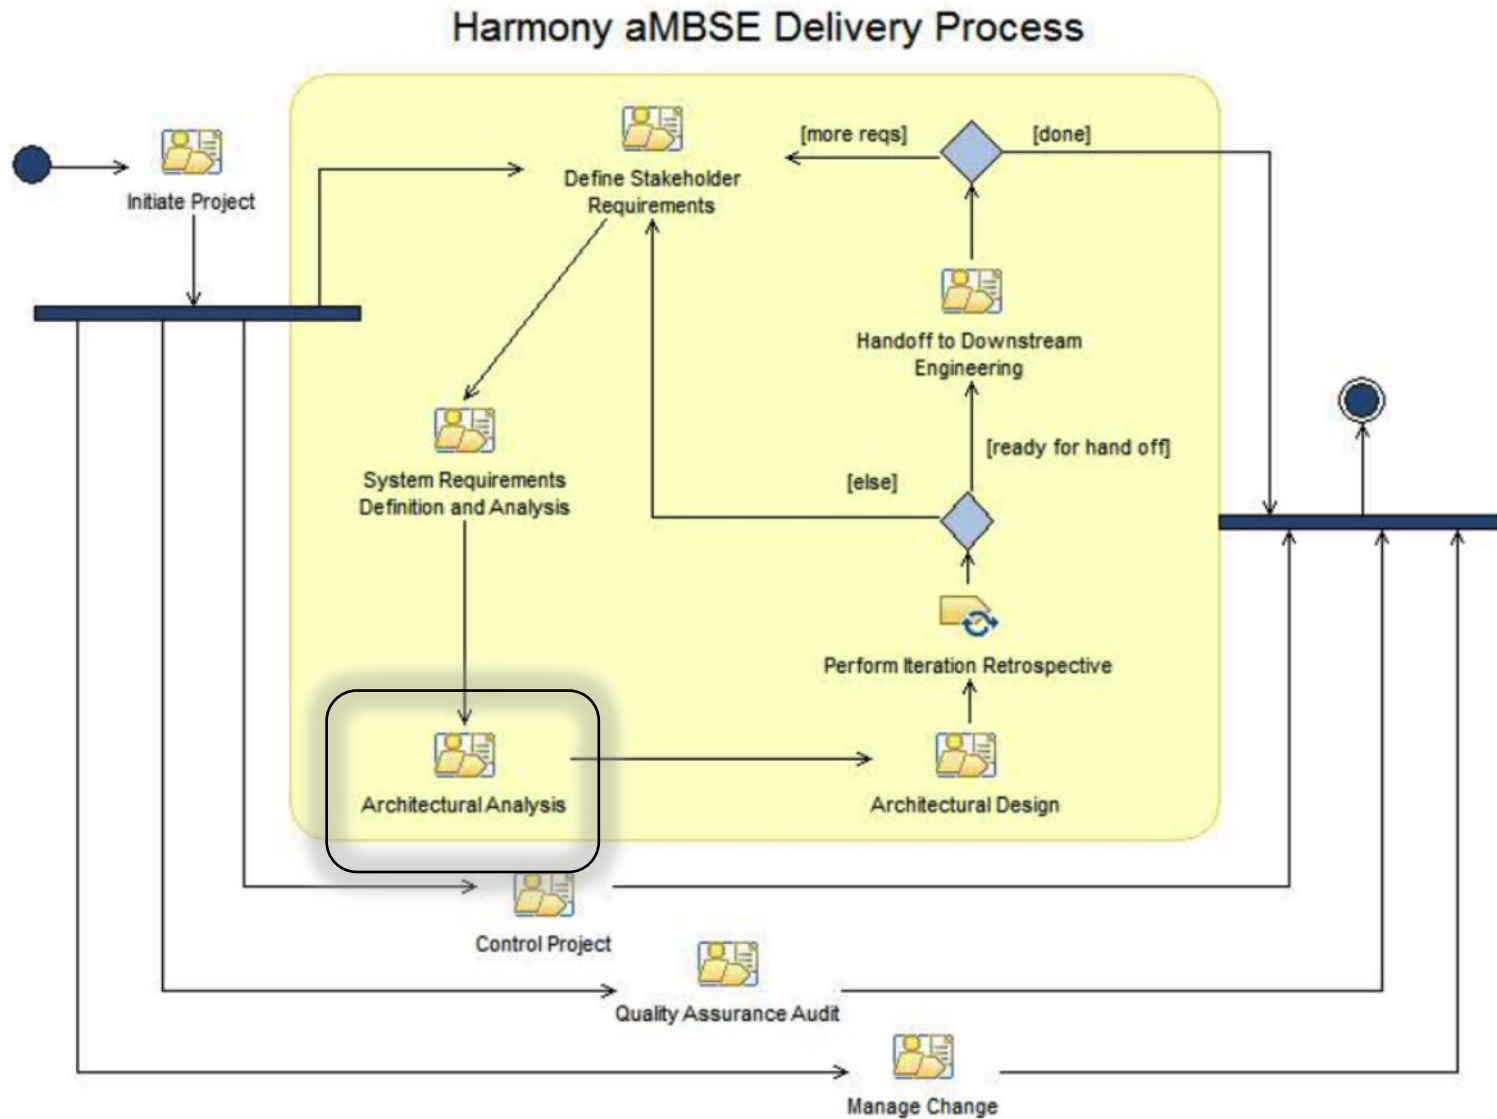 Harmony aMBSE Delivery Process
Initiate Project
Define Stakeholder
Requirements
[more reqs]
[done]
Handoff to Downstream
Engineering
[ready for hand off]
[else]
System Requirements
Definition and Analysis
Perform Iteration Retrospective
Architectural Analysis
Architectural Design
Control Project
Quality Assurance Audit
Manage Change